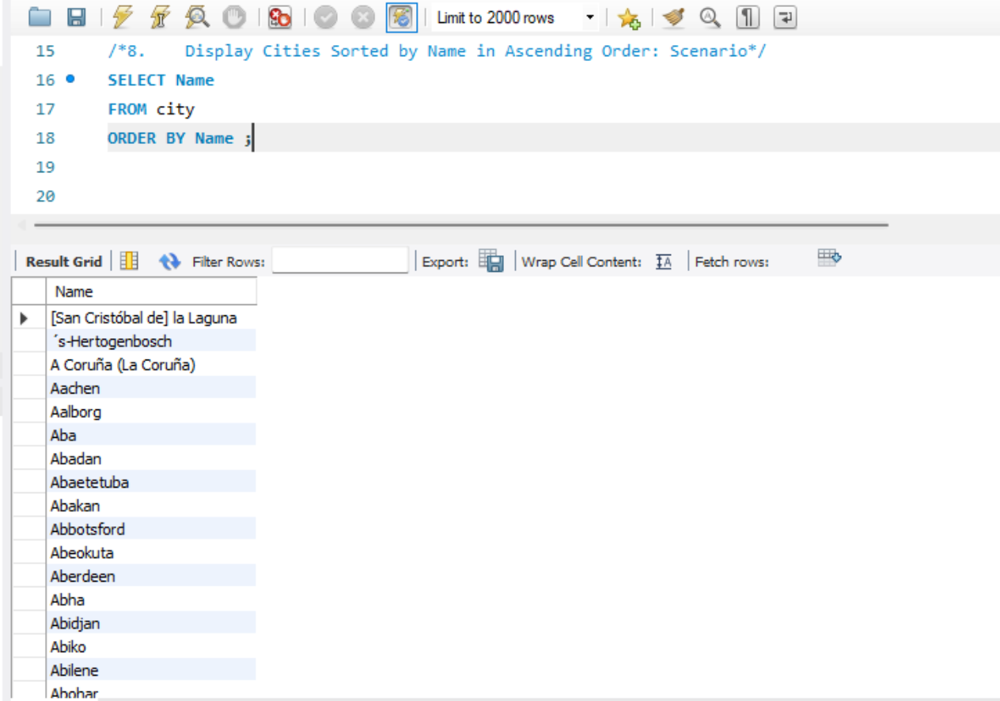 Limit to 2000 rows
15 /*8. Display Cities Sorted by Name in Ascending Order: Scenario*/
16 SELECT Name
17 FROM city
18 ORDER BY Name ;
19
20
Result Grid Filter Rows: Export: Wrap Cell Content: Fetch rows:
Name
[San Cristóbal de] la Laguna
´s-Hertogenbosch
A Coruña (La Coruña)
Aachen
Aalborg
Aba
Abadan
Abaetetuba
Abakan
Abbotsford
Abeokuta
Aberdeen
Abha
Abidjan
Abiko
Abilene
Abohar